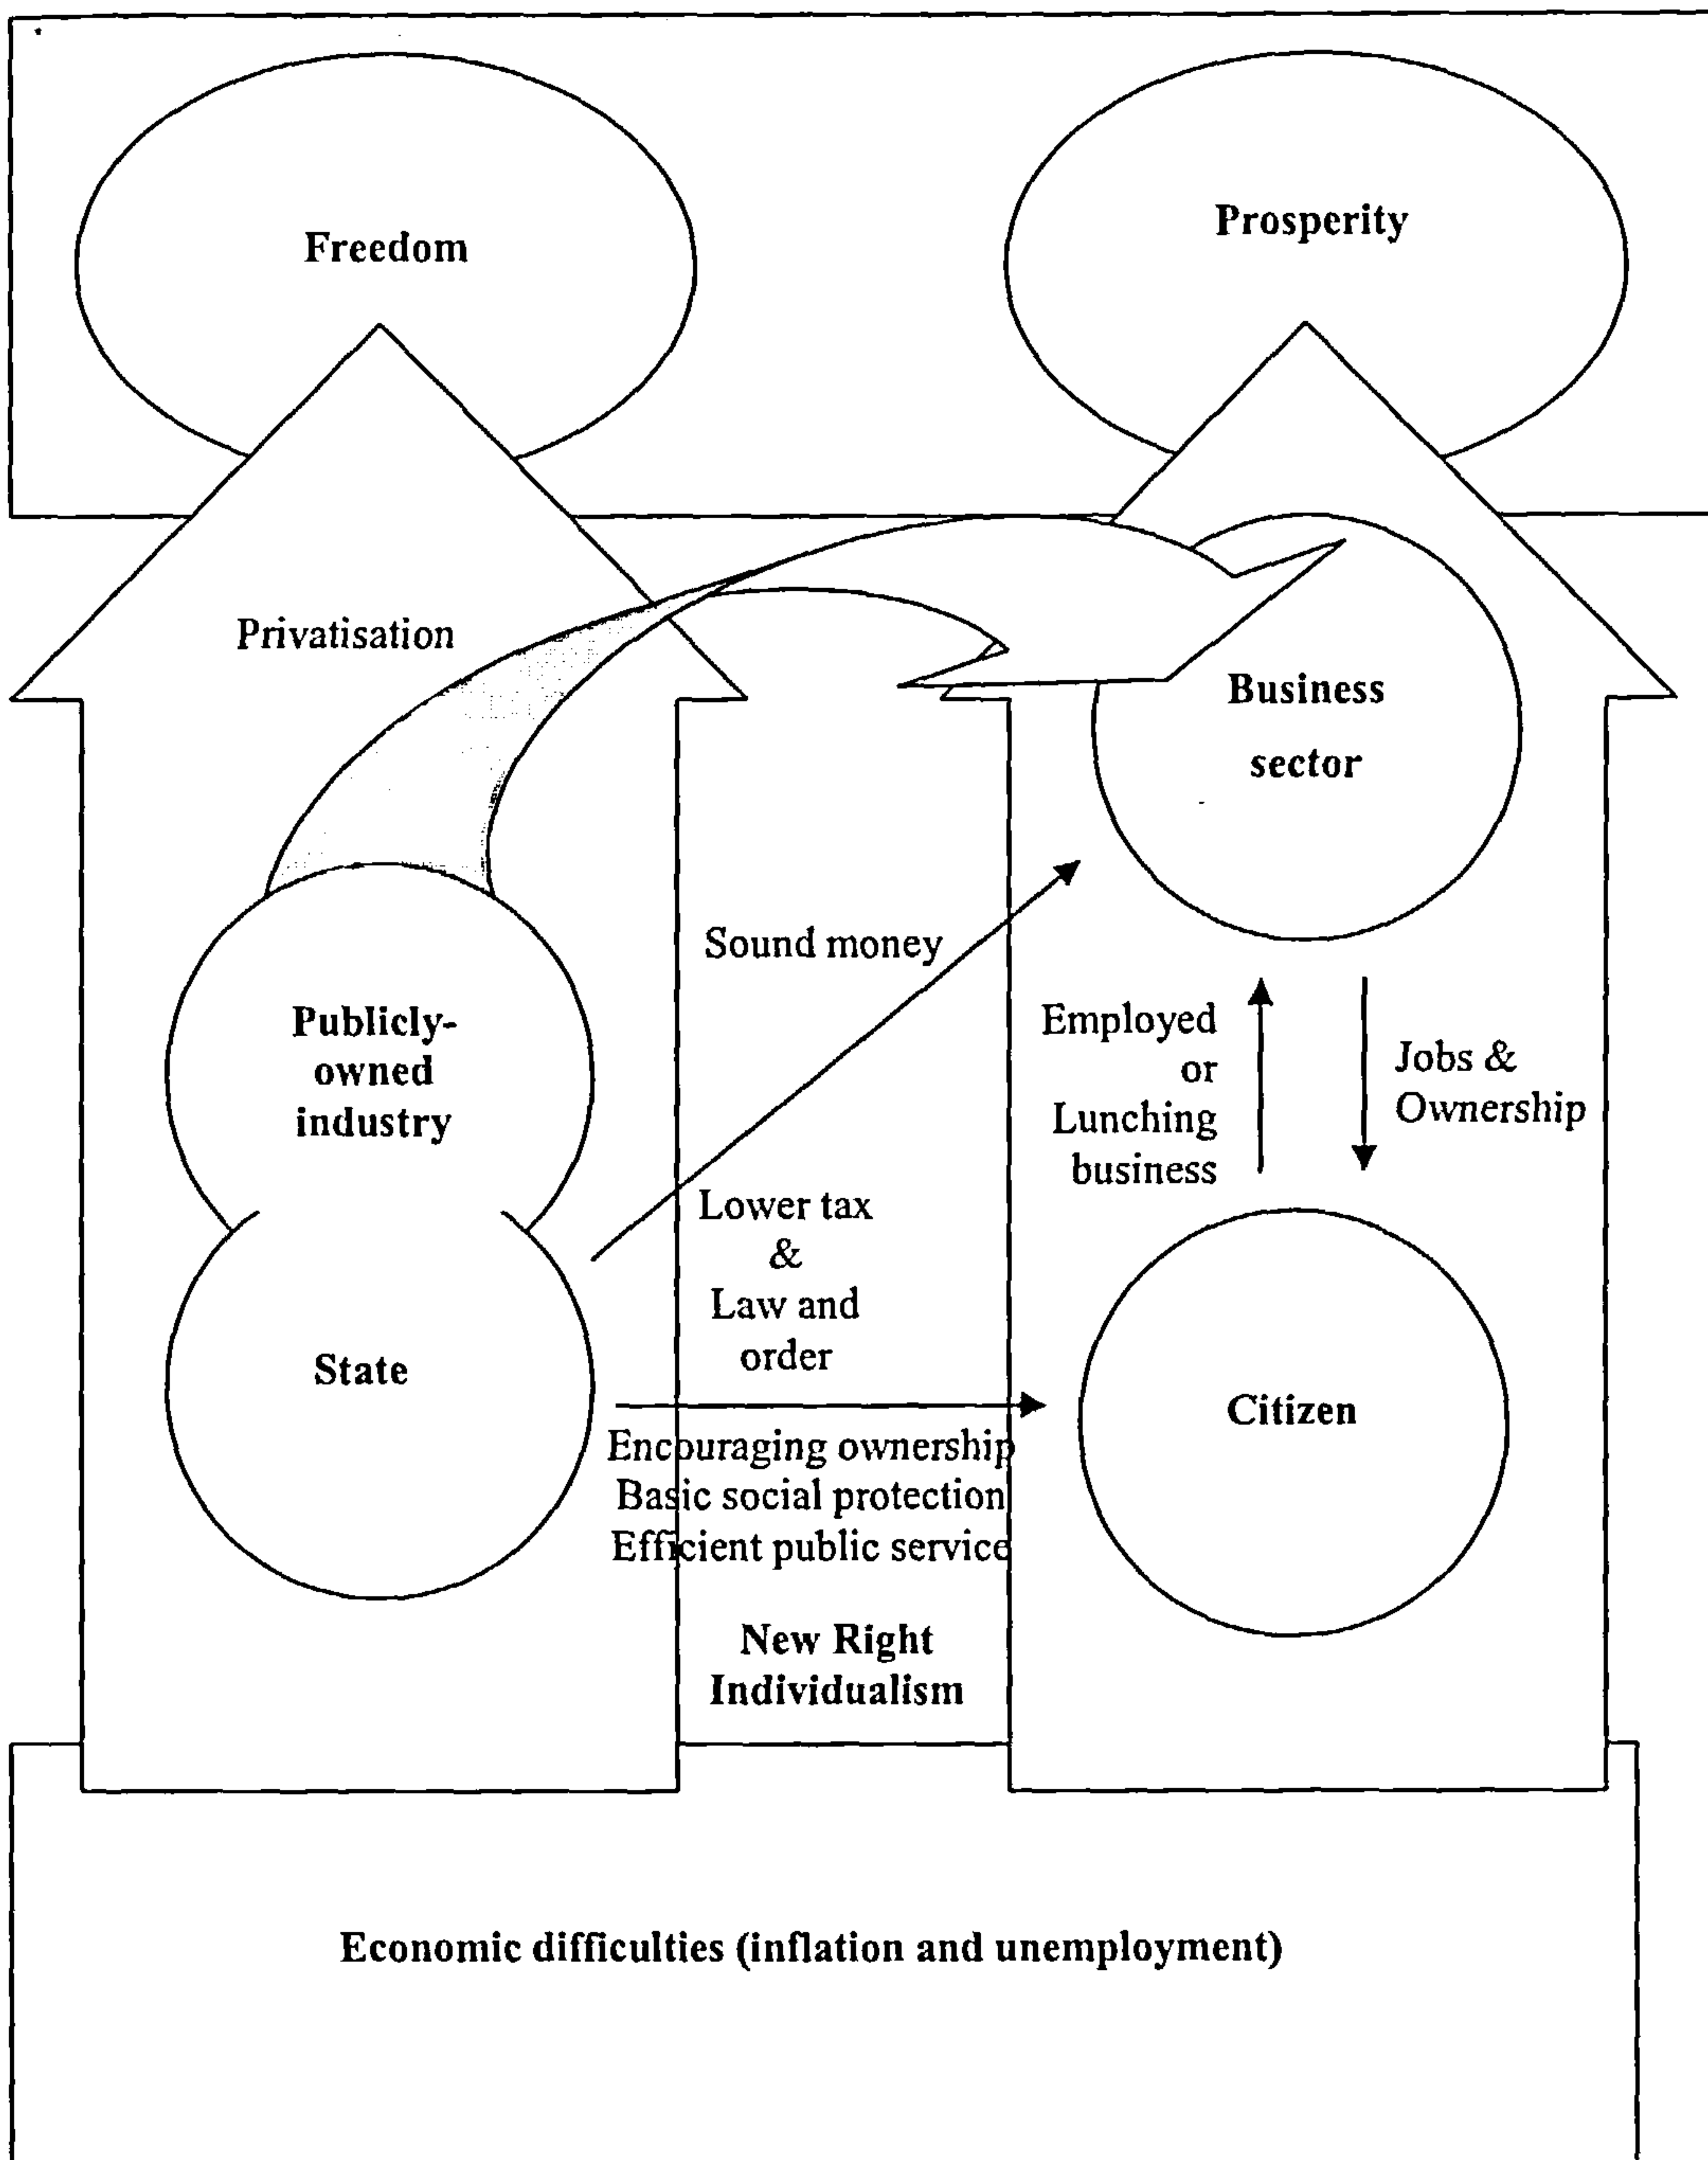 Freedom
Prosperity
Privatisation
Business
sector
Sound money
Publicly-
owned
industry
Employed
or
Lunching
business
Jobs &
Ownership
Lower tax
&
Law and
order
State
Citizen
Encouraging ownership
Basic social protection
Efficient public service
New Right
Individualism
Economic difficulties (inflation and unemployment)